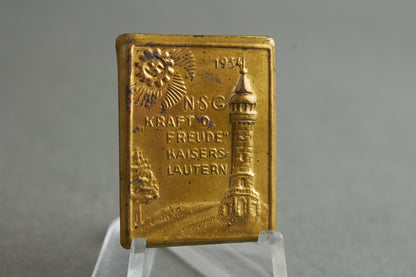 1934
N·S·G
„KRAFT D.
FREUDE"
KAISERS-
LAUTERN